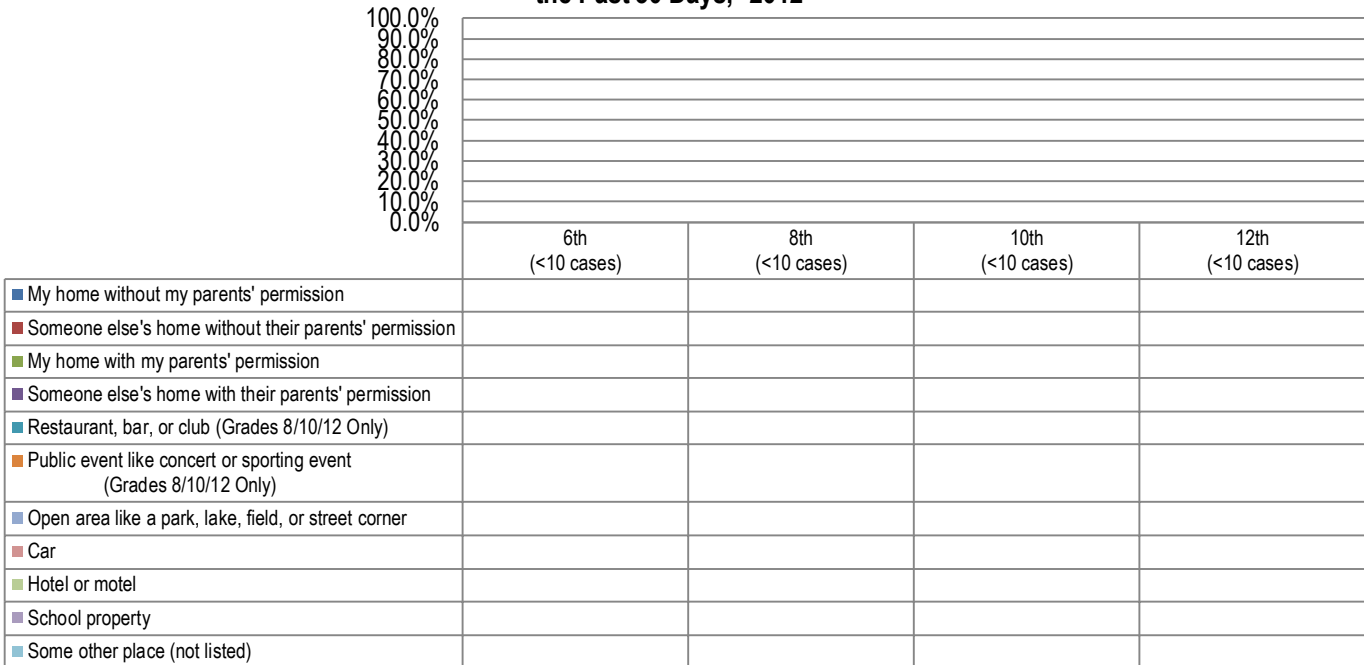 the Past 30 Days,* 2012
100.0%
90.0%
80.0%
70.0%
60.0%
50.0%
40.0%
30.0%
20.0%
10.0%
0.0%
6th
(<10 cases)
8th
(<10 cases)
10th
(<10 cases)
12th
(<10 cases)
My home without my parents' permission
Someone else's home without their parents' permission
My home with my parents' permission
Someone else's home with their parents' permission
Restaurant, bar, or club (Grades 8/10/12 Only)
Public event like concert or sporting event
(Grades 8/10/12 Only)
Open area like a park, lake, field, or street corner
Car
Hotel or motel
School property
Some other place (not listed)